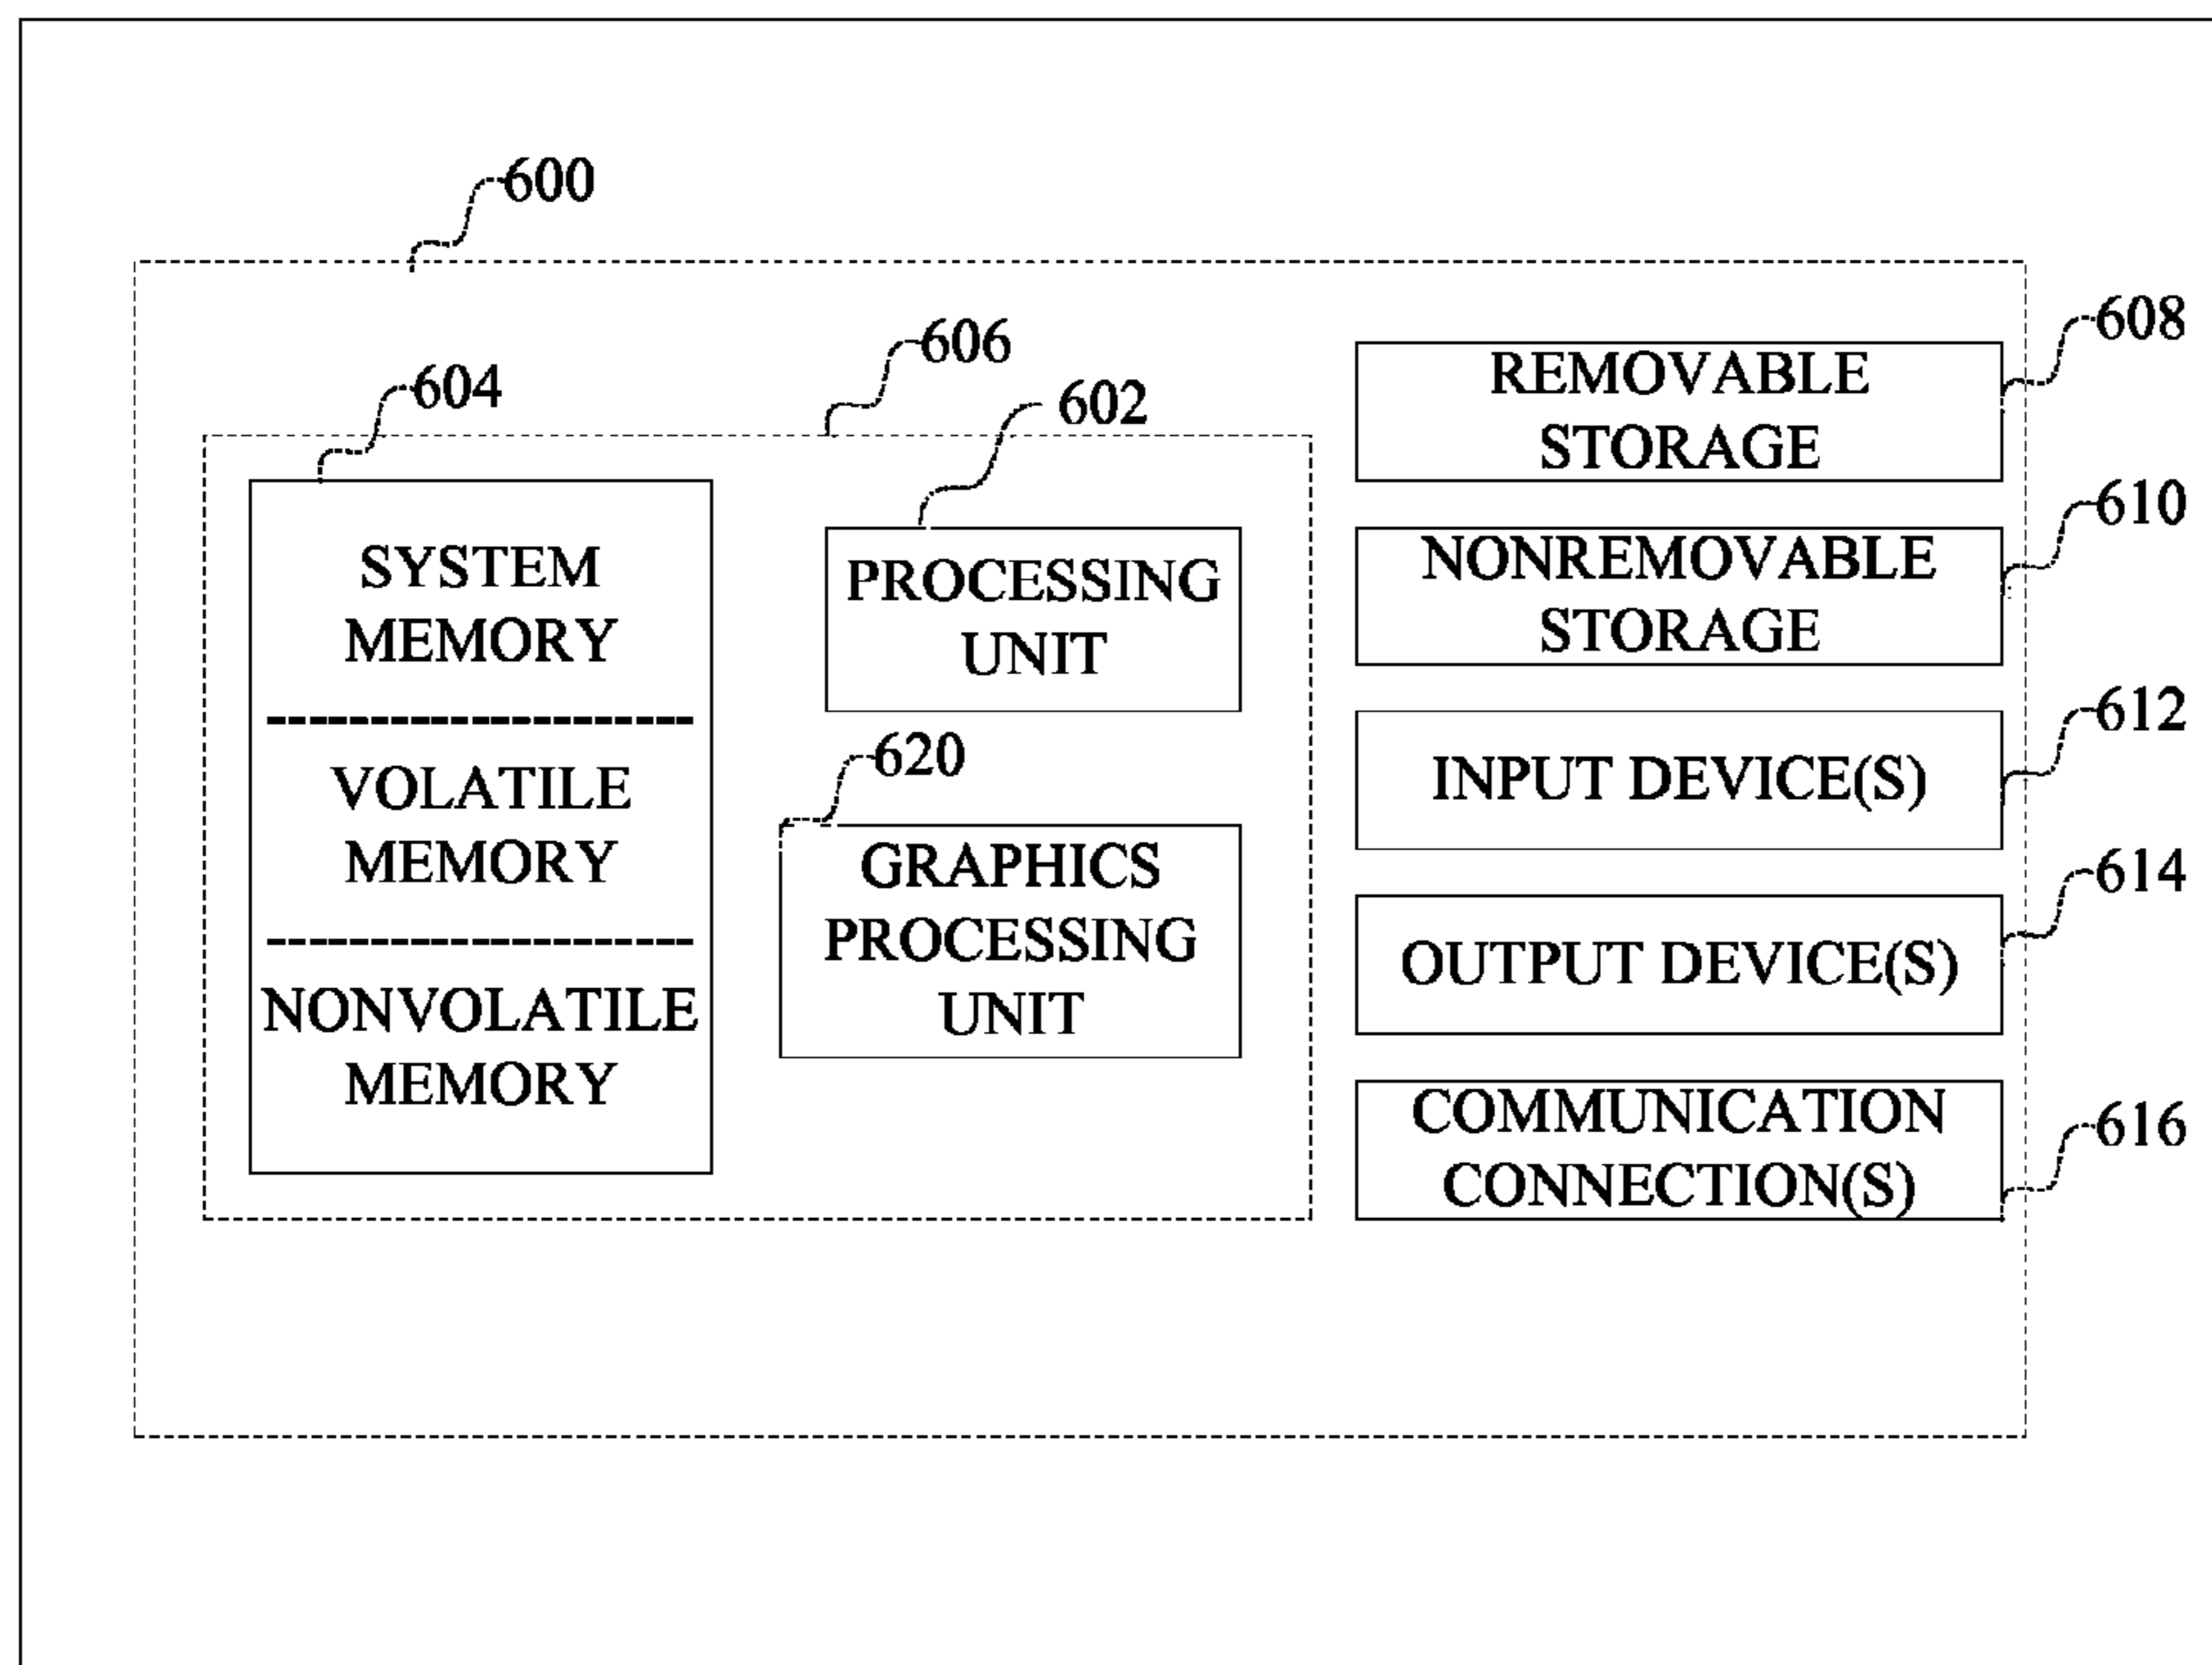 600
606
604
602
SYSTEM
MEMORY
VOLATILE
MEMORY
NONVOLATILE
MEMORY
PROCESSING
UNIT
620
GRAPHICS
PROCESSING
UNIT
608
REMOVABLE
STORAGE
610
NONREMOVABLE
STORAGE
612
INPUT DEVICE(S)
614
OUTPUT DEVICE(S)
616
COMMUNICATION
CONNECTION(S)